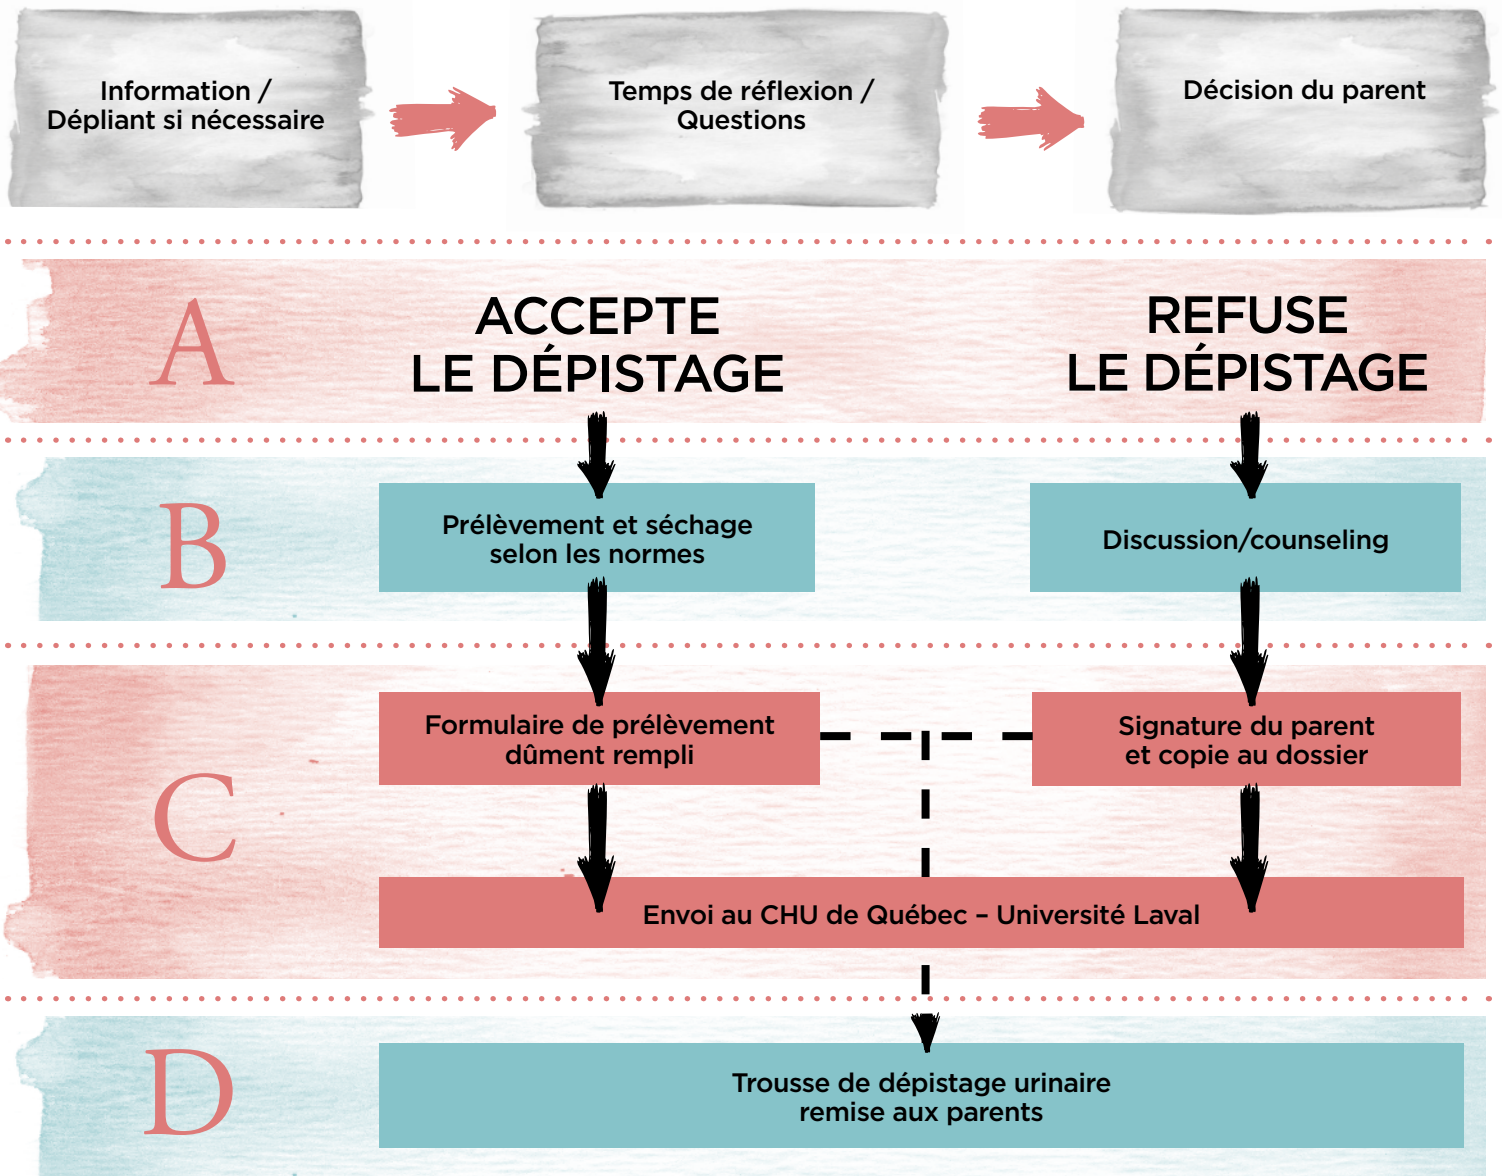 Information /
Dépliant si nécessaire
Temps de réflexion /
Questions
Décision du parent
A
ACCEPTE
LE DÉPISTAGE
REFUSE
LE DÉPISTAGE
B
Prélèvement et séchage
selon les normes
Discussion/counseling
C
Formulaire de prélèvement
dûment rempli
Signature du parent
et copie au dossier
Envoi au CHU de Québec – Université Laval
D
Trousse de dépistage urinaire
remise aux parents